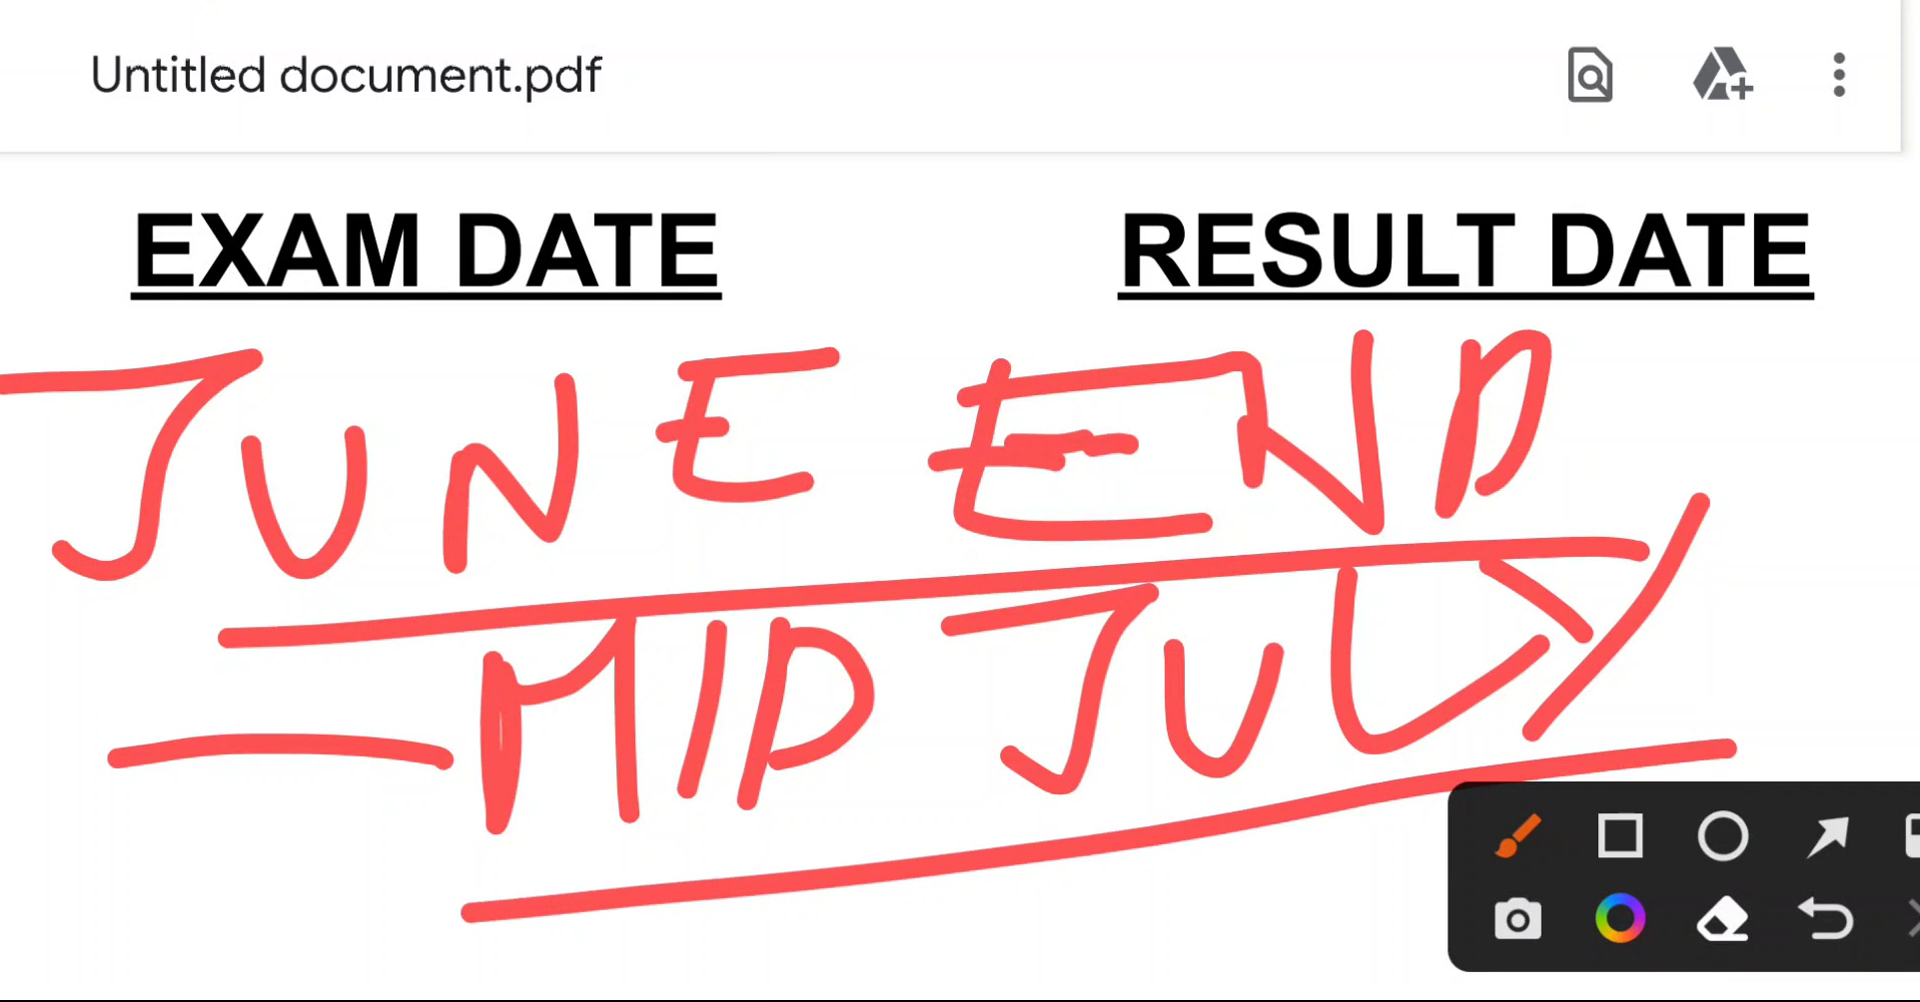 Untitled document.pdf
EXAM DATE RESULT DATE
JUNE END
MID JULY